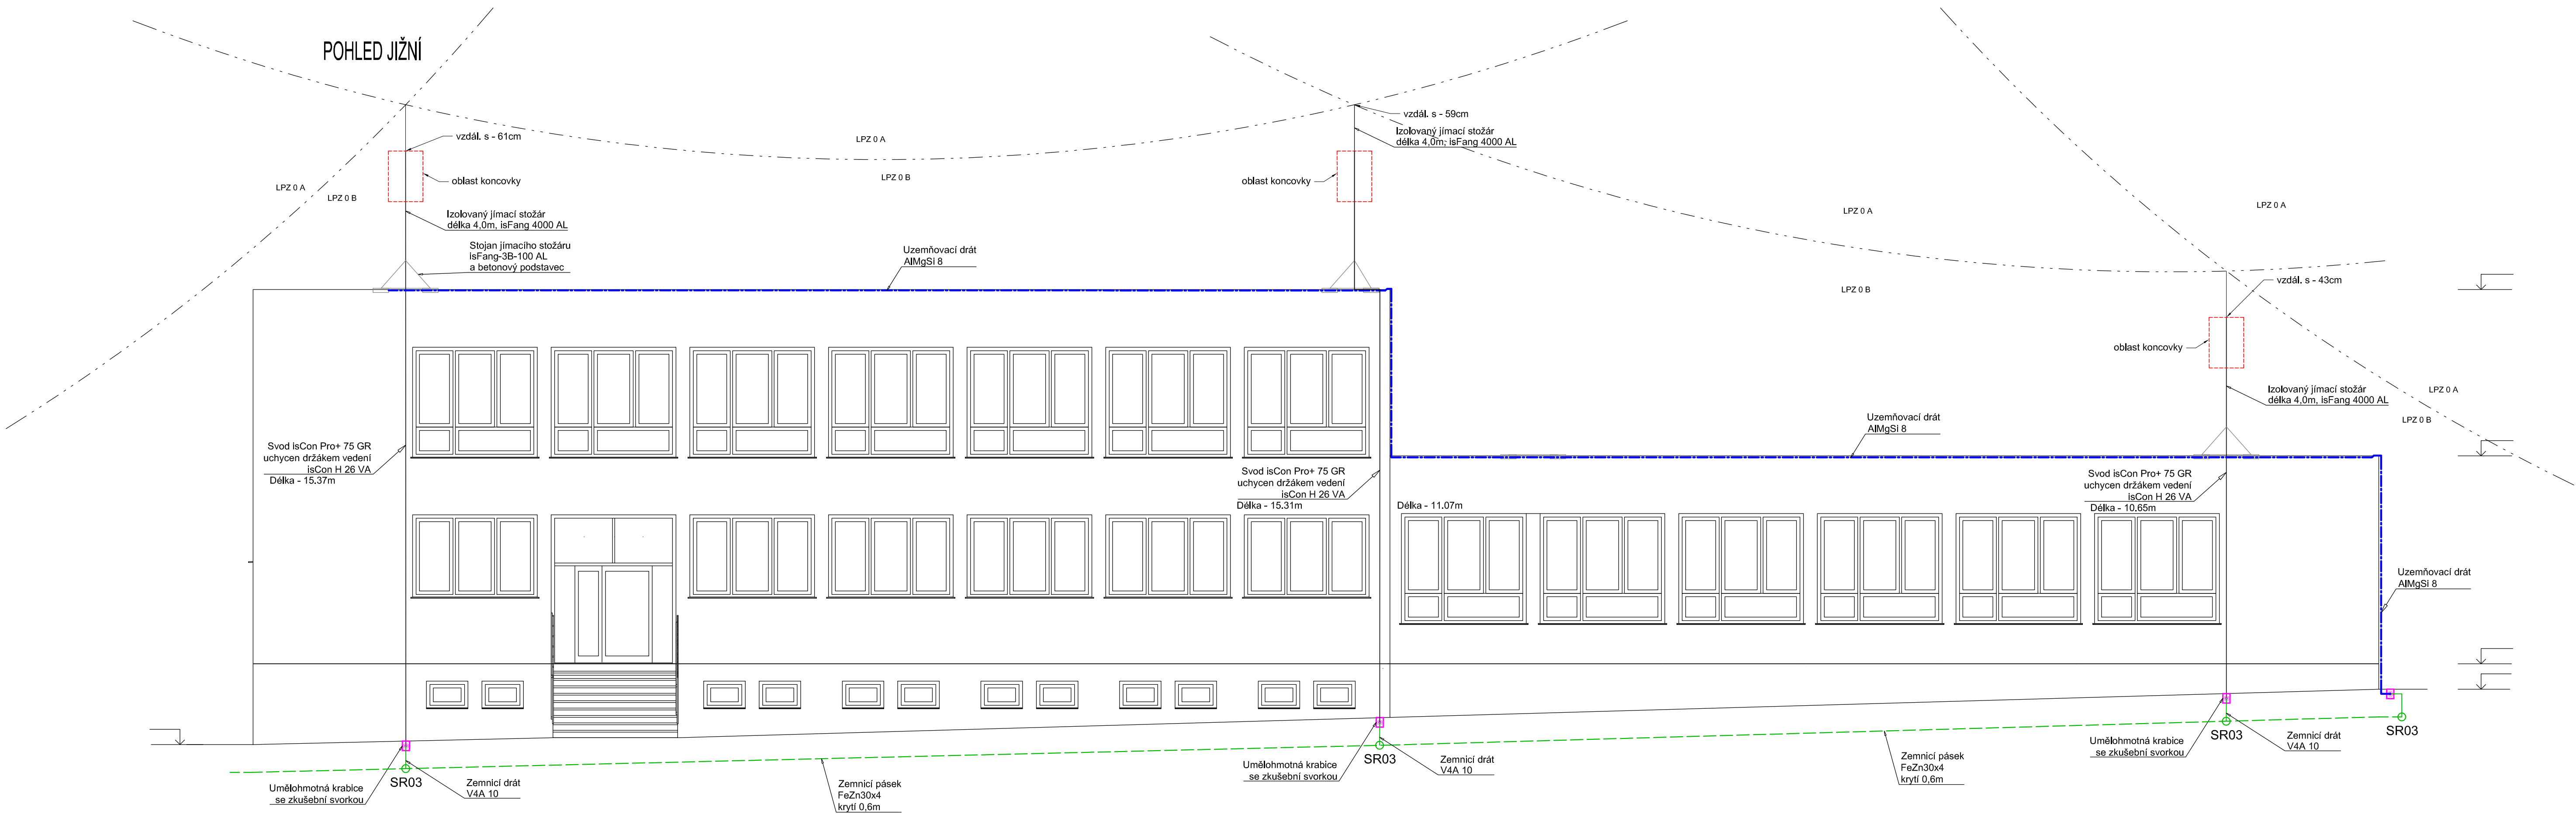 POHLED JIŽNÍ
vzdál. s - 61cm
LPZ 0 A
LPZ 0 B
oblast koncovky
LPZ 0 A
LPZ 0 B
Izolovaný jímací stožár
délka 4,0m, isFang 4000 AL
Stojan jímacího stožáru
isFang-3B-100 AL
a betonový podstavec
Uzemňovací drát
AlMgSi 8
vzdál. s - 59cm
Izolovaný jímací stožár
délka 4,0m, isFang 4000 AL
oblast koncovky
LPZ 0 A
LPZ 0 B
LPZ 0 A
vzdál. s - 43cm
oblast koncovky
Izolovaný jímací stožár
délka 4,0m, isFang 4000 AL
LPZ 0 A
LPZ 0 B
Uzemňovací drát
AlMgSi 8
Svod isCon Pro+ 75 GR
uchycen držákem vedení
isCon H 26 VA
Délka - 15.37m
Svod isCon Pro+ 75 GR
uchycen držákem vedení
isCon H 26 VA
Délka - 15.31m
Délka - 11.07m
Svod isCon Pro+ 75 GR
uchycen držákem vedení
isCon H 26 VA
Délka - 10.65m
Uzemňovací drát
AlMgSi 8
Umělohmotná krabice
se zkušební svorkou
SR03
Zemnicí drát
V4A 10
Zemnicí pásek
FeZn30x4
krytí 0,6m
Umělohmotná krabice
se zkušební svorkou
SR03
Zemnicí drát
V4A 10
Zemnicí pásek
FeZn30x4
krytí 0,6m
Umělohmotná krabice
se zkušební svorkou
SR03
Zemnicí drát
V4A 10
SR03